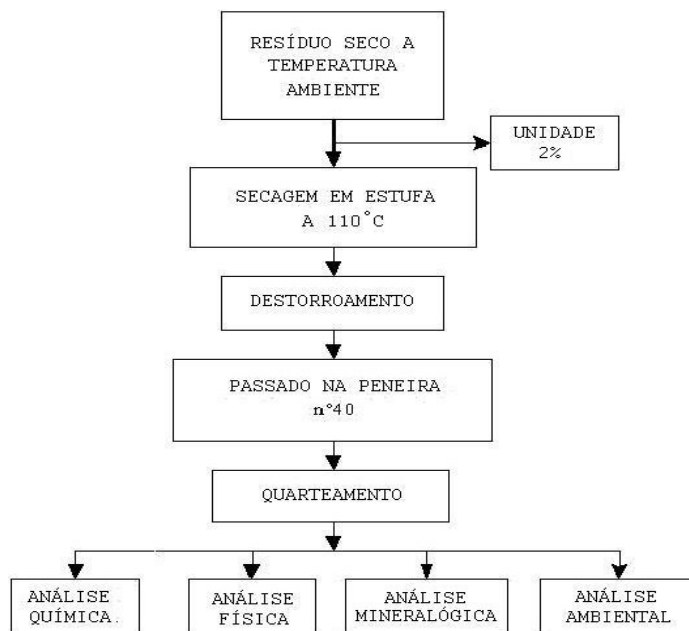 RESÍDUO SECO A
TEMPERATURA
AMBIENTE
UNIDADE
2%
SECAGEM EM ESTUFA
A 110°C
DESTORROAMENTO
PASSADO NA PENEIRA
n°40
QUARTEAMENTO
ANÁLISE
QUÍMICA.
ANÁLISE
FÍSICA
ANÁLISE
MINERALÓGICA
ANÁLISE
AMBIENTAL